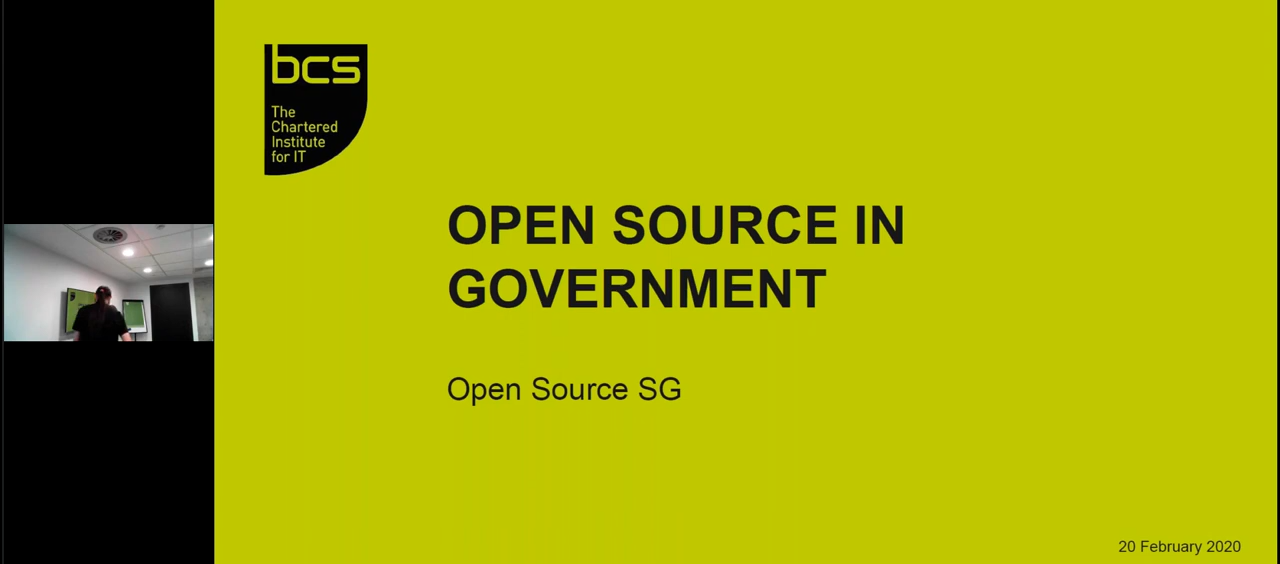 bcs
The
Chartered
Institute
for IT
OPEN SOURCE IN
GOVERNMENT
Open Source SG
20 February 2020